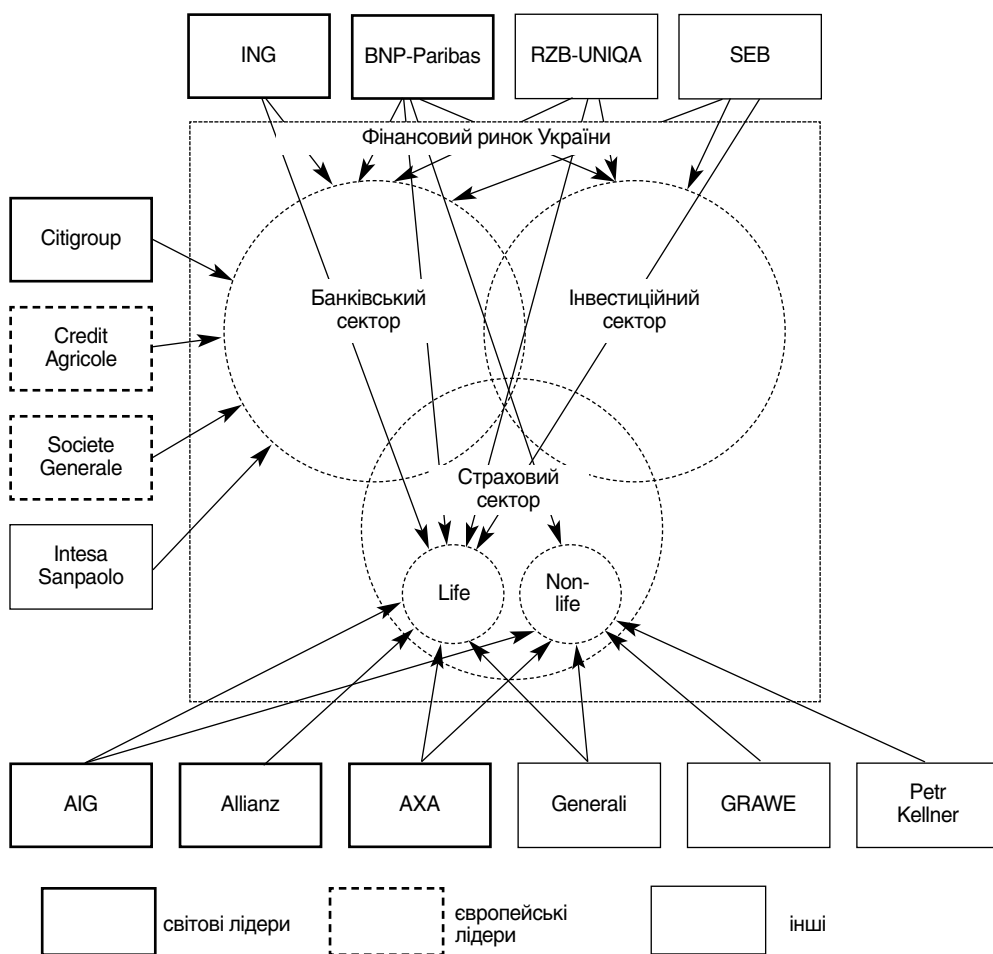 ING
BNP-Paribas
RZB-UNIQA
SEB
Фінансовий ринок України
Citigroup
Credit
Agricole
Societe
Generale
Intesa
Sanpaolo
Банківський
сектор
Інвестиційний
сектор
Страховий
сектор
Life
Non-
life
AIG
Allianz
AXA
Generali
GRAWE
Petr
Kellner
світові лідери
європейські
лідери
інші